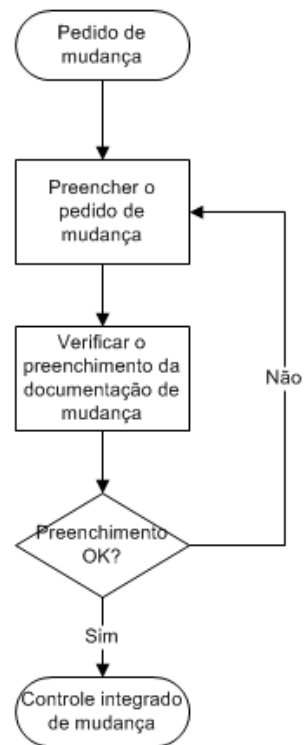 Pedido de
mudança
Preencher o
pedido de
mudança
Verificar o
preenchimento da
documentação de
mudança
Não
Preenchimento
OK?
Sim
Controle integrado
de mudança